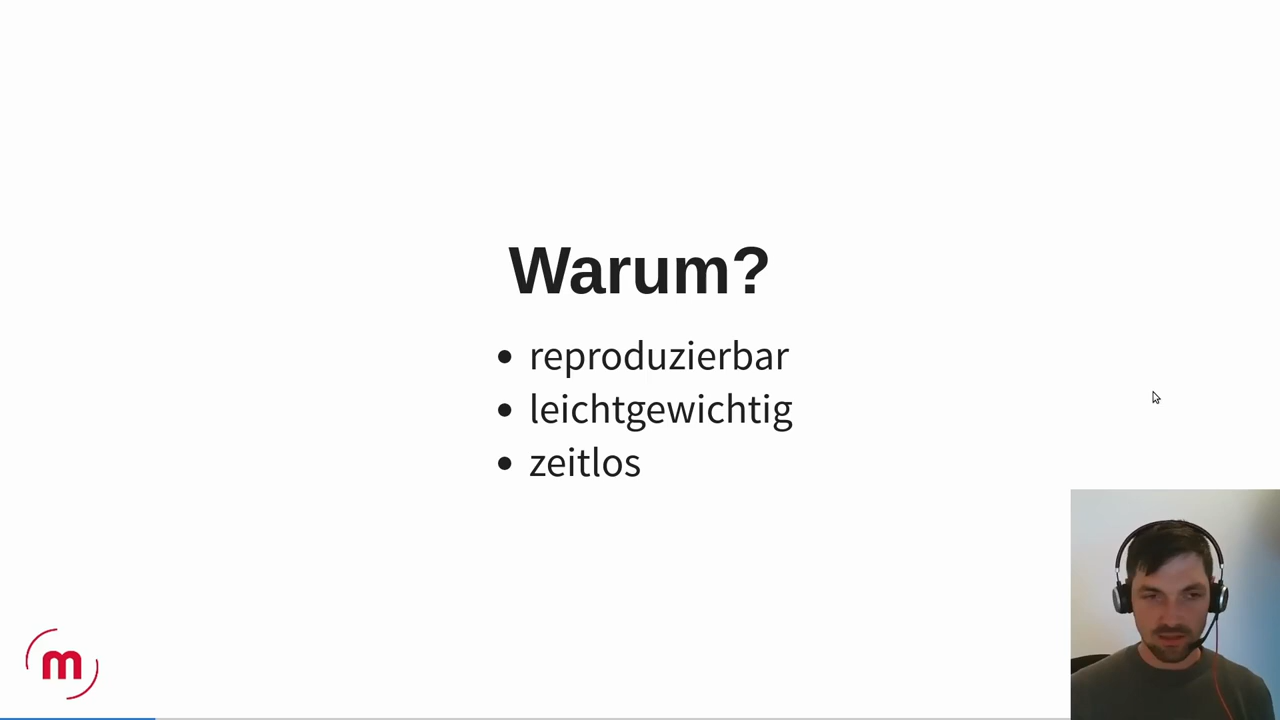 Warum?
reproduzierbar
leichtgewichtig
zeitlos
m